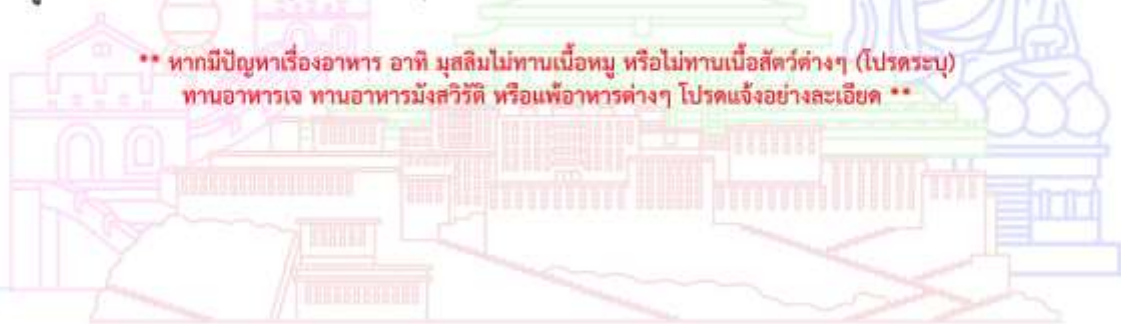 ** หากมีปัญหาเรื่องอาหาร อาทิ มุสลิมไม่ทานเนื้อหมู หรือไม่ทานเนื้อสัตว์ต่างๆ (โปรดระบุ)
ทานอาหารเจ ทานอาหารมังสวิรัติ หรือแพ้อาหารต่างๆ โปรดแจ้งอย่างละเอียด **